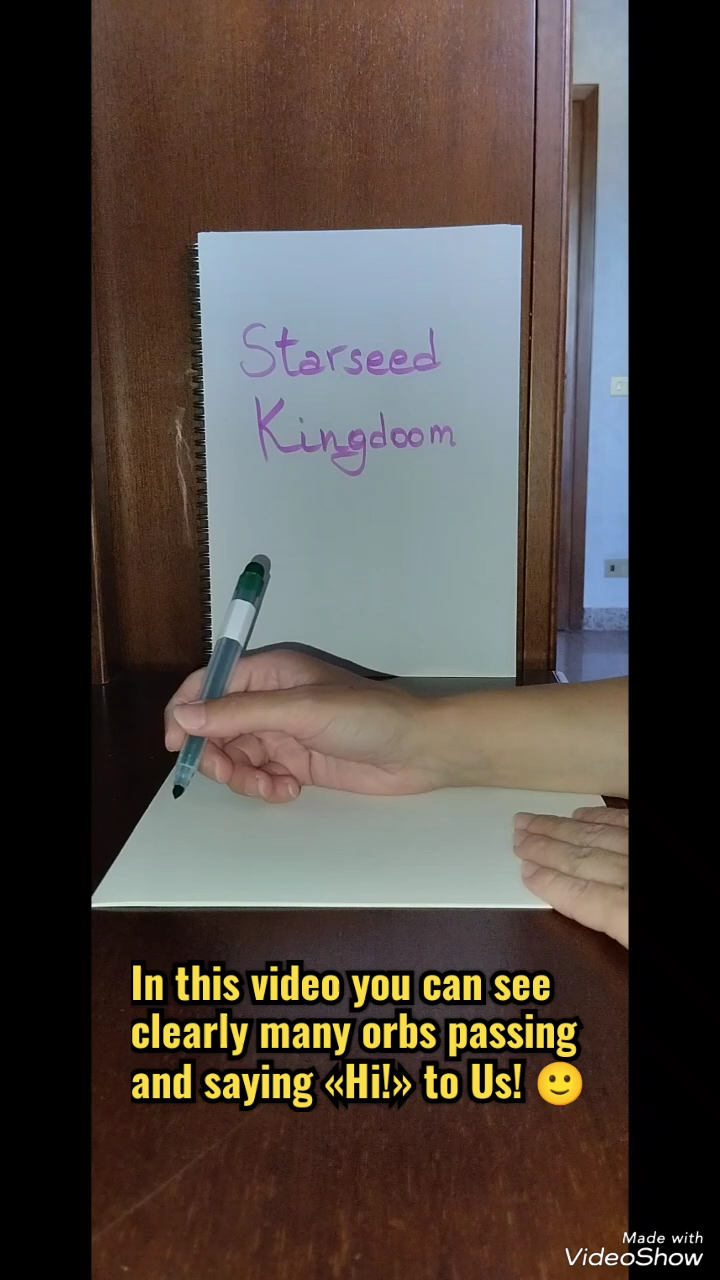 Starseed
Kingdoom
In this video you can see
clearly many orbs passing
and saying «Hi!» to Us! 🙂
Made with
VideoShow